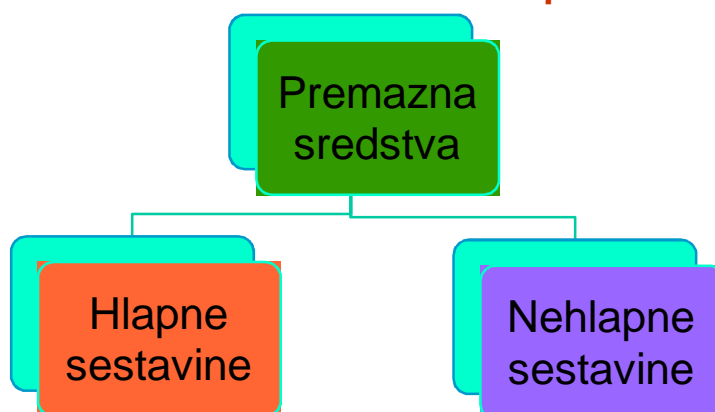 Premazna
sredstva
Hlapne
sestavine
Nehlapne
sestavine